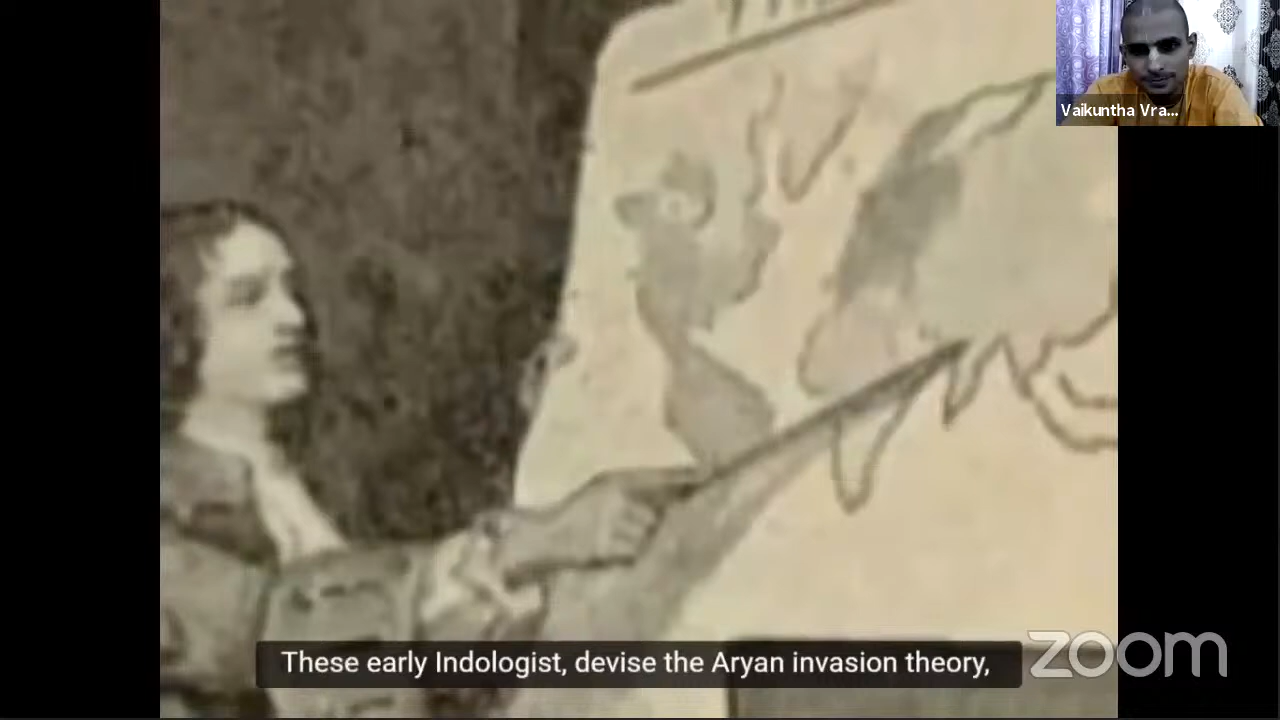 Vaikuntha Vra...
These early Indologist, devise the Aryan invasion theory,
zoom